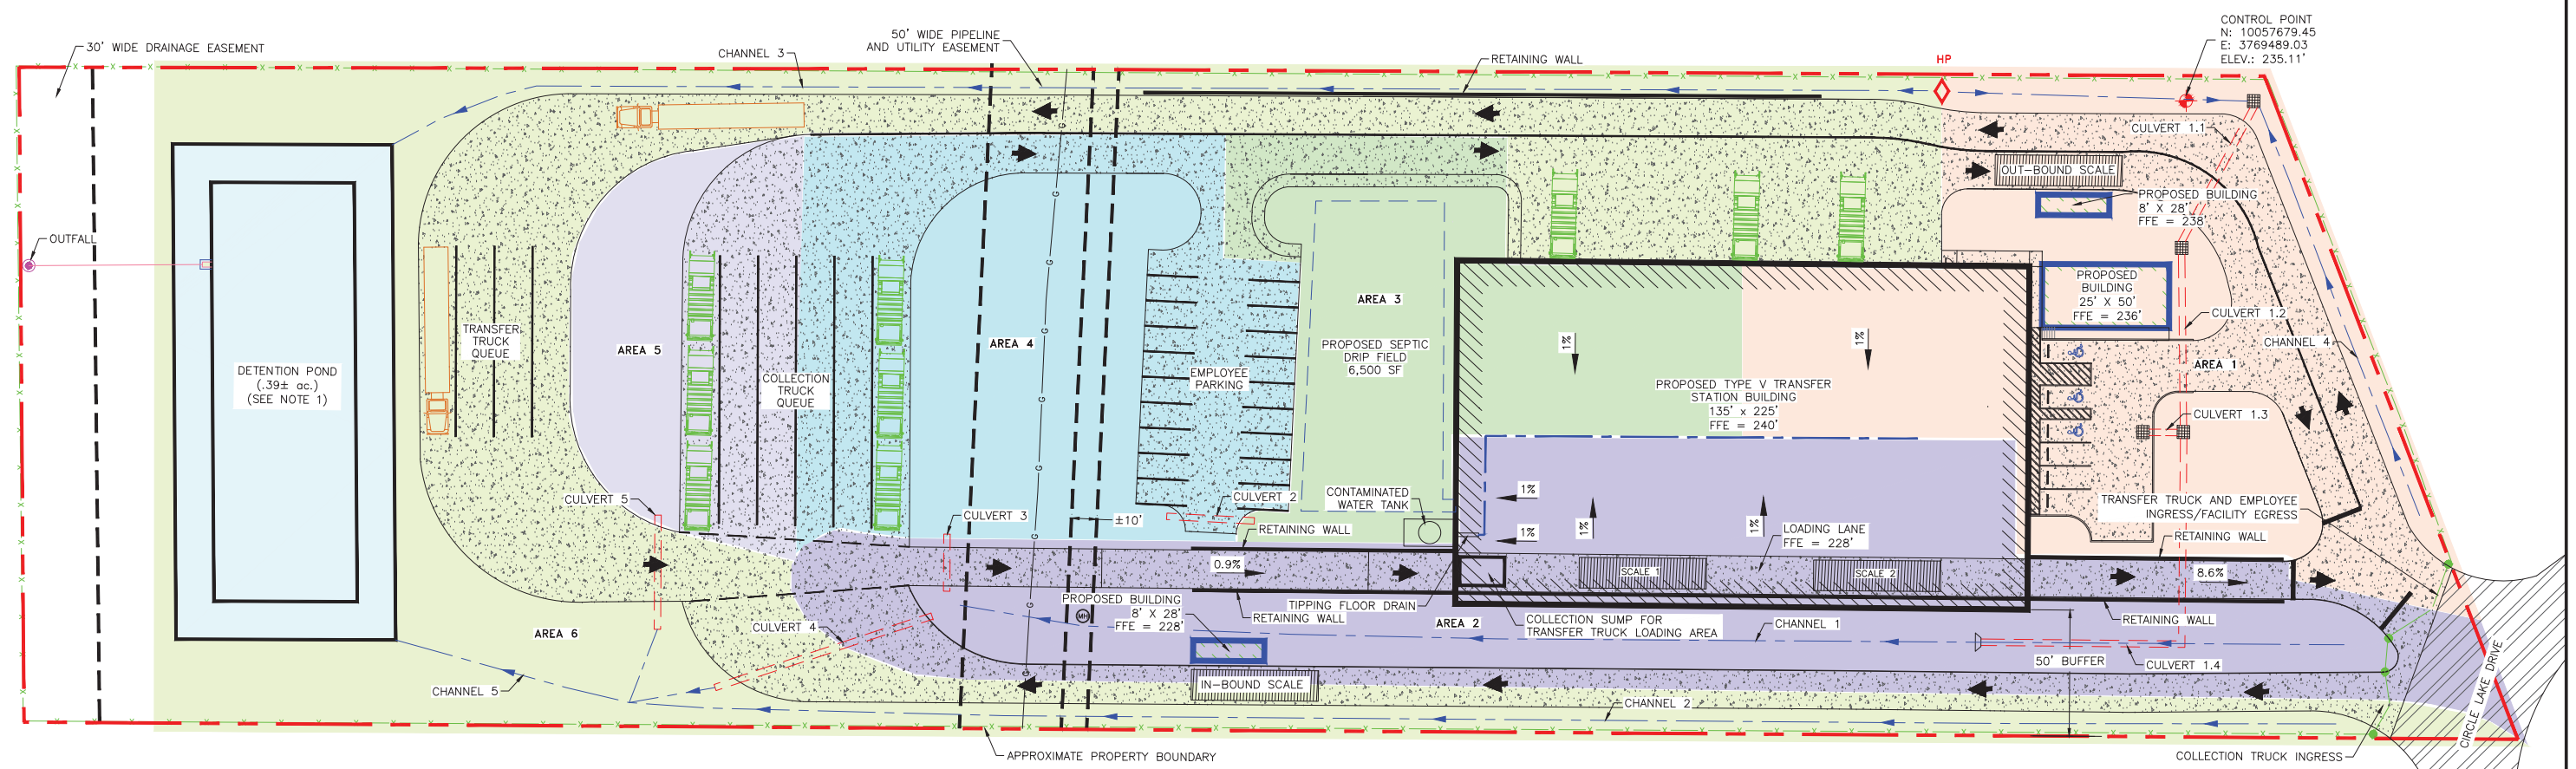 CONTROL POINT
N: 10057679.45
E: 3769489.03
ELEV.: 235.11'
30' WIDE DRAINAGE EASEMENT
CHANNEL 3
50' WIDE PIPELINE
AND UTILITY EASEMENT
RETAINING WALL
HP
CULVERT 1.1
OUT-BOUND SCALE
PROPOSED BUILDING
8' X 28'
FFE = 238'
OUTFALL
PROPOSED
BUILDING
25' X 50'
FFE = 236'
CULVERT 1.2
CHANNEL 4
AREA 1
CULVERT 1.3
TRANSFER TRUCK AND EMPLOYEE
INGRESS/FACILITY EGRESS
DETENTION POND
(.39± ac.)
(SEE NOTE 1)
TRANSFER
TRUCK
QUEUE
AREA 5
COLLECTION
TRUCK
QUEUE
AREA 4
G
G
G
G
G
G
G
G
G
EMPLOYEE
PARKING
AREA 3
PROPOSED SEPTIC
DRIP FIELD
6,500 SF
1%
1%
PROPOSED TYPE V TRANSFER
STATION BUILDING
135' x 225'
FFE = 240'
CULVERT 5
CULVERT 3
±10'
CULVERT 2
CONTAMINATED
WATER TANK
RETAINING WALL
1%
1%
1%
1%
LOADING LANE
FFE = 228'
RETAINING WALL
0.9%
SCALE 1
SCALE 2
8.6%
PROPOSED BUILDING
8' X 28'
FFE = 228'
MH
TIPPING FLOOR DRAIN
RETAINING WALL
AREA 2
COLLECTION SUMP FOR
TRANSFER TRUCK LOADING AREA
CHANNEL 1
RETAINING WALL
CULVERT 4
AREA 6
50' BUFFER
CULVERT 1.4
CHANNEL 5
IN-BOUND SCALE
CHANNEL 2
CIRCLE LAKE DRIVE
APPROXIMATE PROPERTY BOUNDARY
COLLECTION TRUCK INGRESS